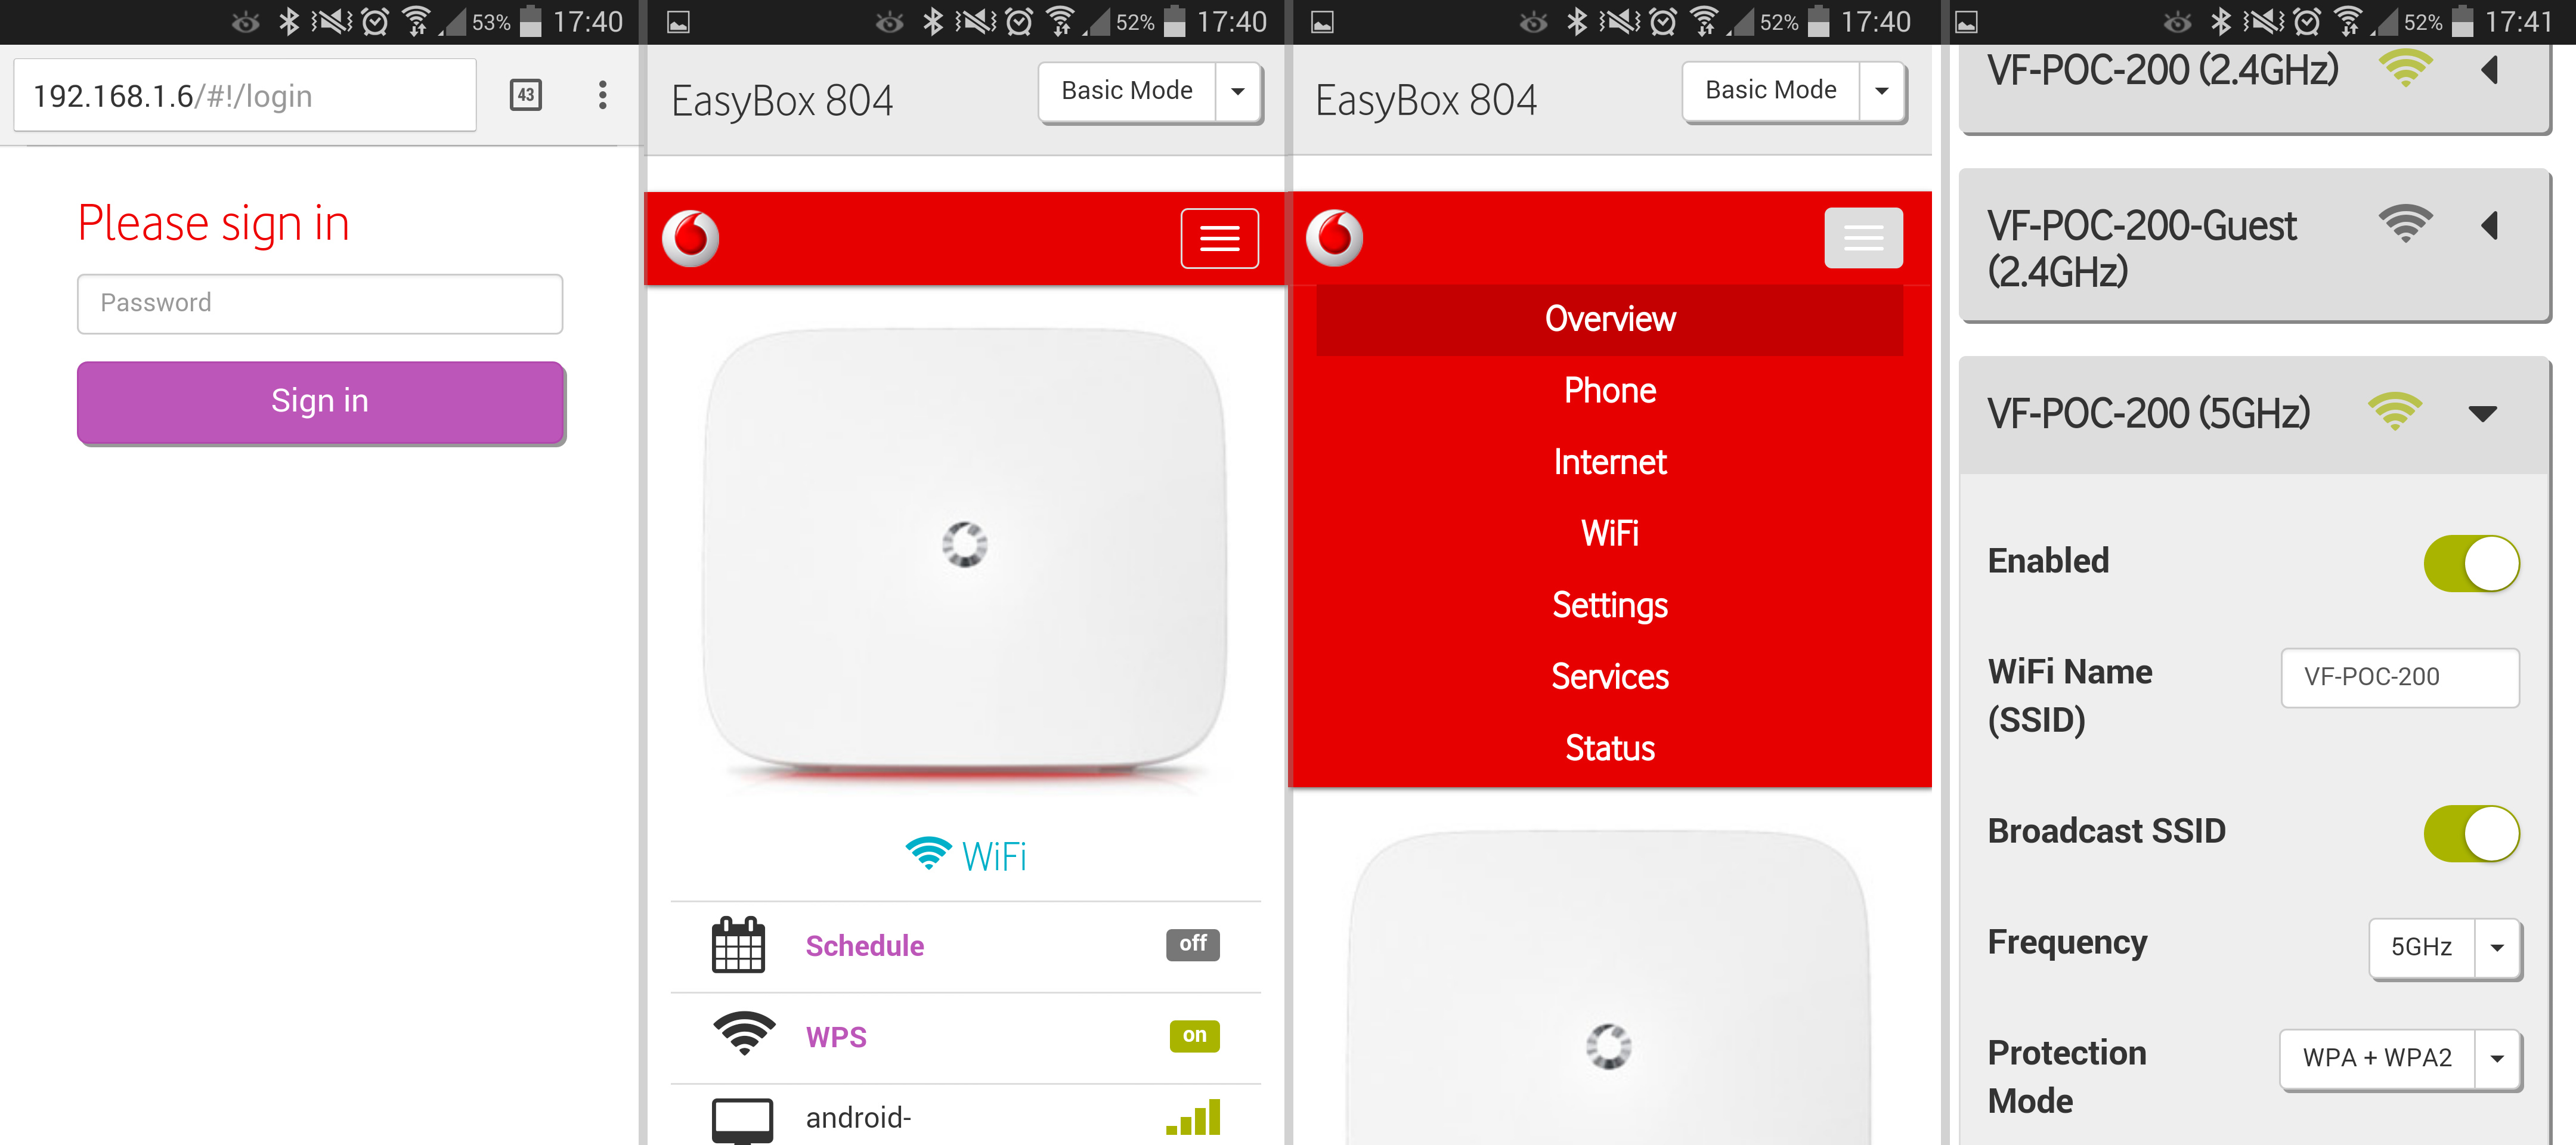 53% 17:40
192.168.1.6/#!/login 43
Please sign in
Password
Sign in
52% 17:40
EasyBox 804 Basic Mode
WiFi
Schedule off
WPS on
android-
52% 17:40
EasyBox 804 Basic Mode
Overview
Phone
Internet
WiFi
Settings
Services
Status
52% 17:41
VF-POC-200 (2.4GHz)
VF-POC-200-Guest
(2.4GHz)
VF-POC-200 (5GHz)
Enabled
WiFi Name
(SSID)
VF-POC-200
Broadcast SSID
Frequency 5GHz
Protection
Mode
WPA + WPA2